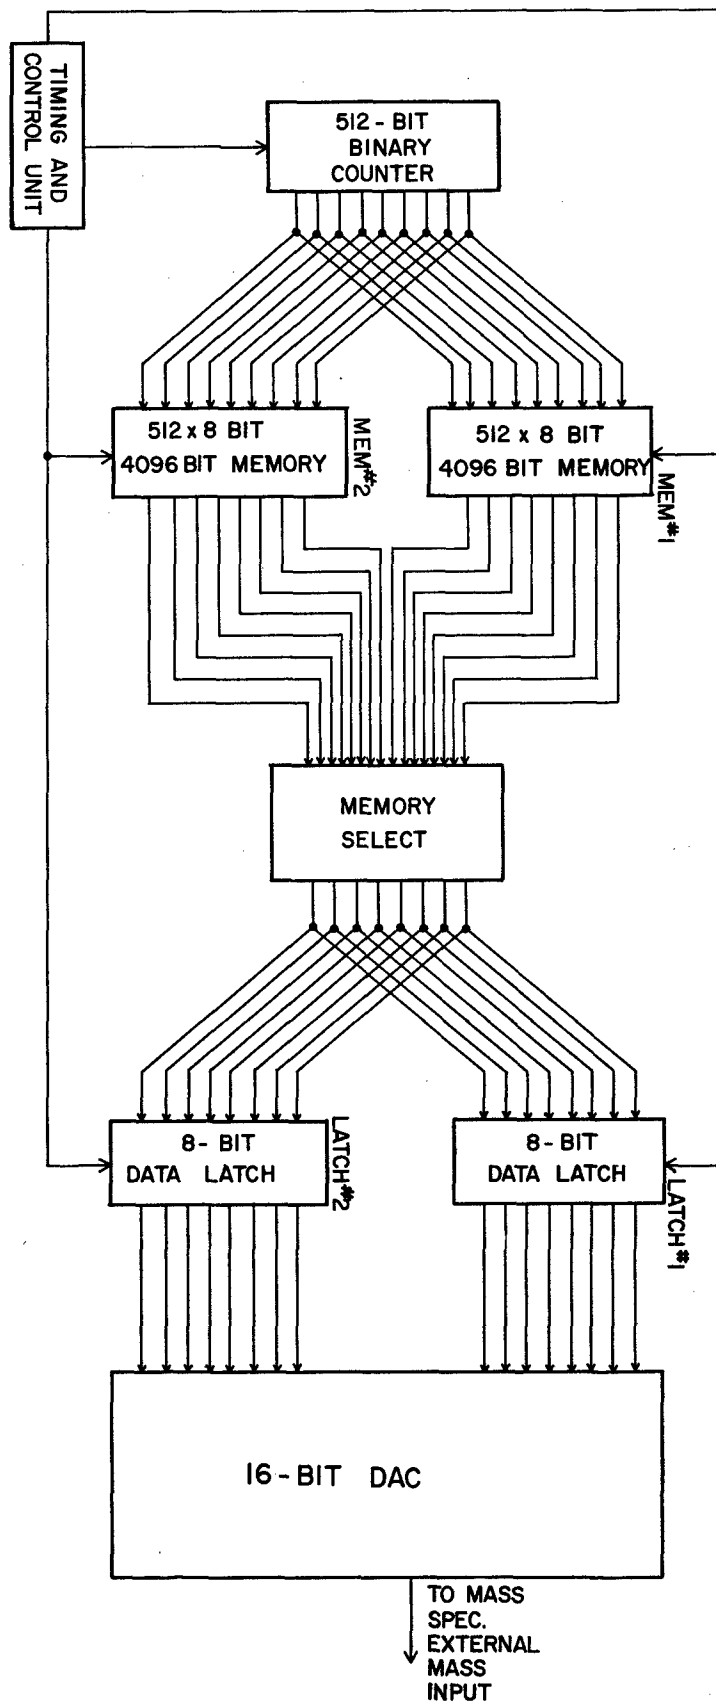 TIMING AND
CONTROL UNIT
512-BIT
BINARY
COUNTER
512 x 8 BIT
4096 BIT MEMORY
MEM#2
512 x 8 BIT
4096 BIT MEMORY
MEM#1
MEMORY
SELECT
8-BIT
DATA LATCH
LATCH#2
8-BIT
DATA LATCH
LATCH#1
16-BIT DAC
TO MASS
SPEC.
EXTERNAL
MASS
INPUT